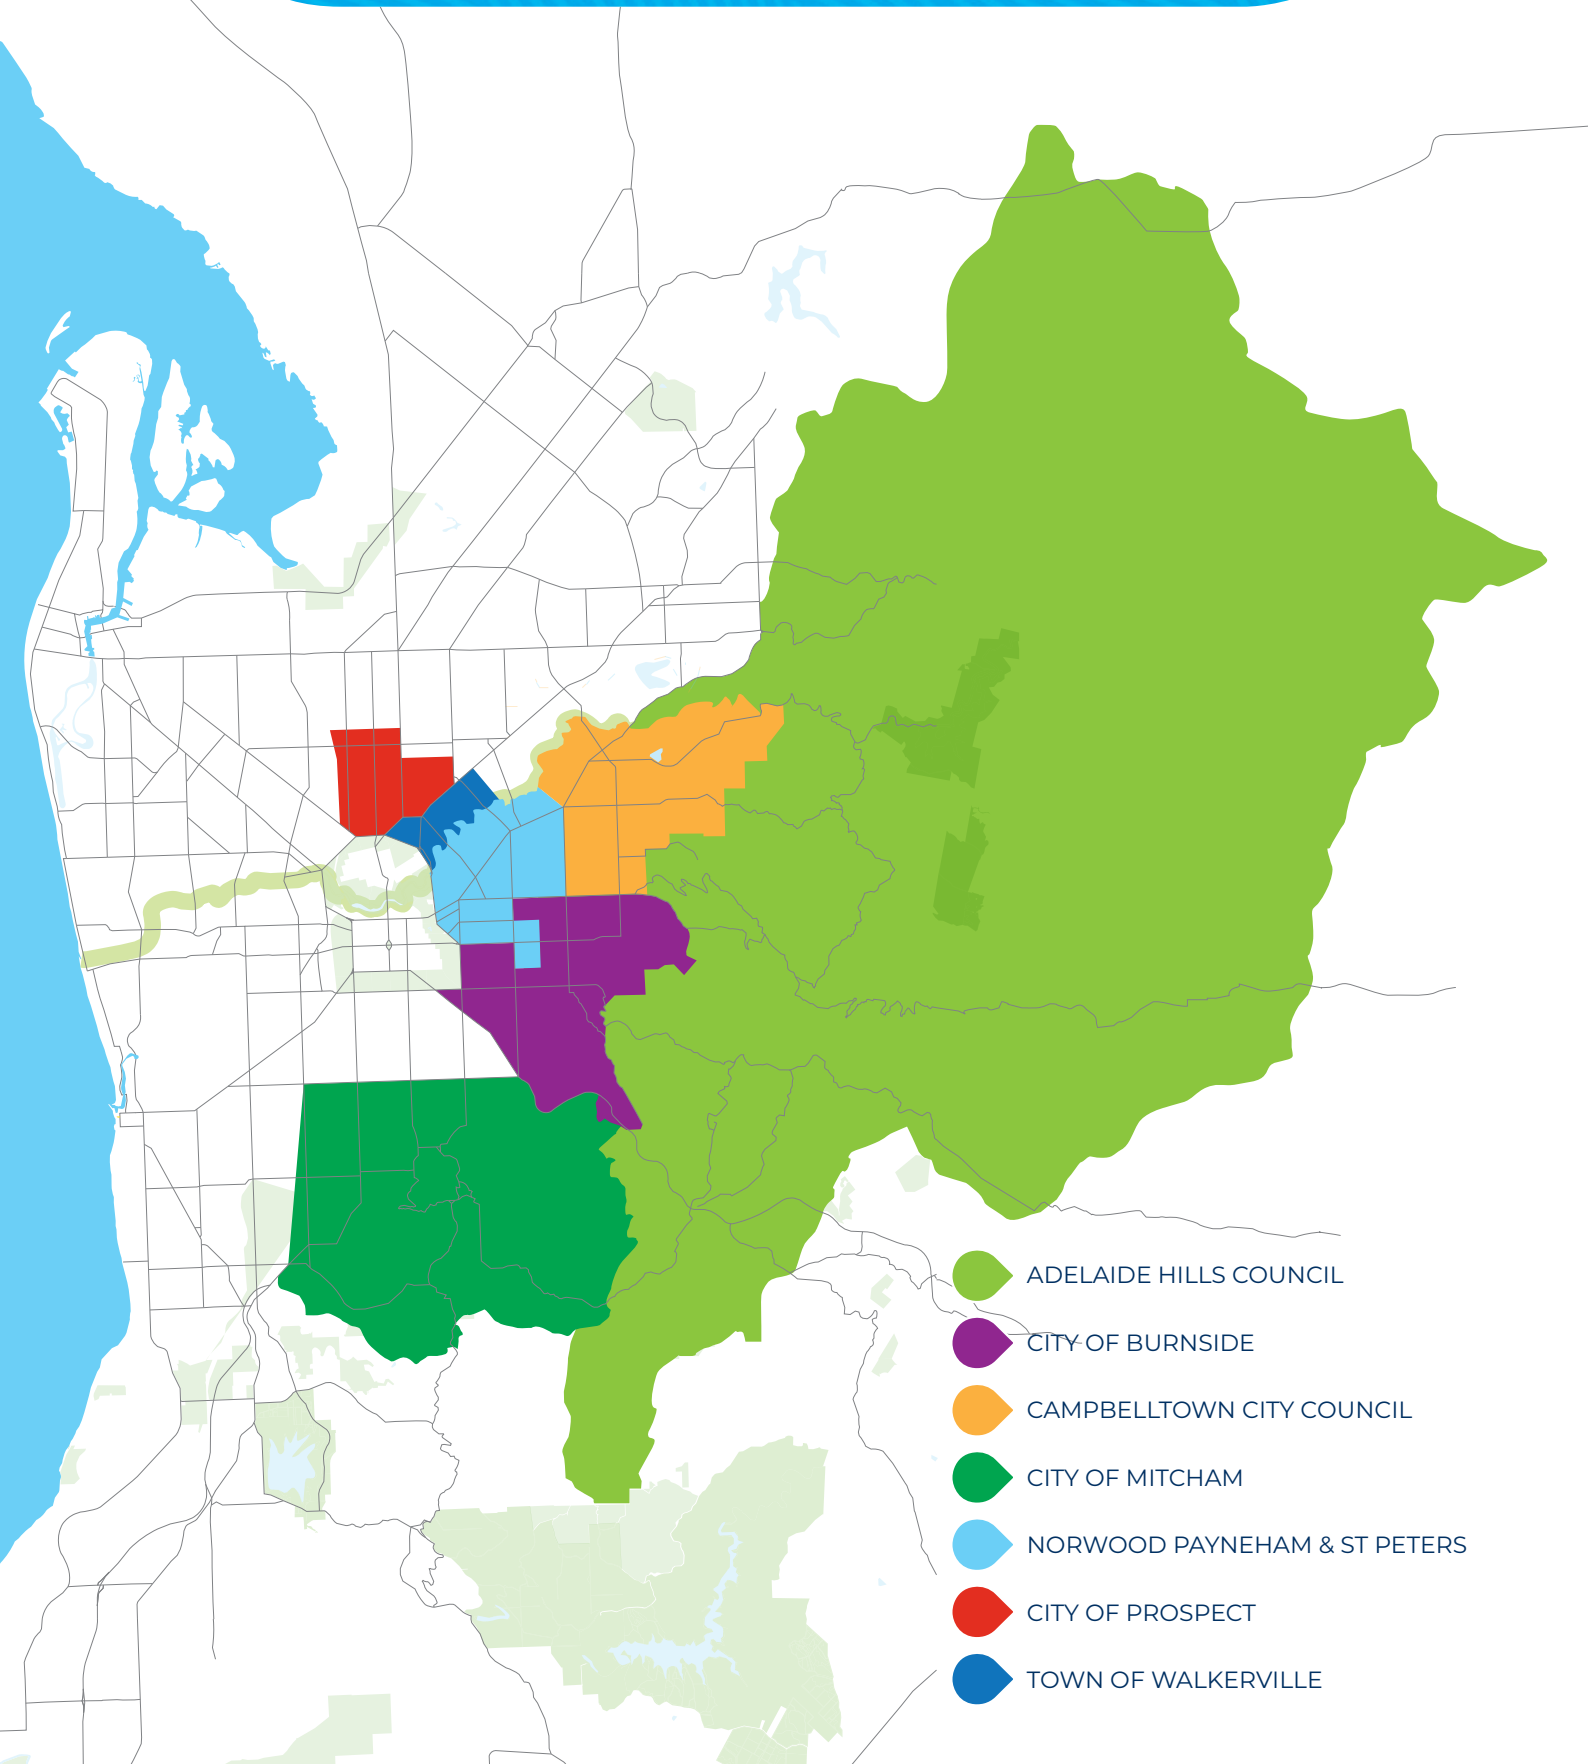 ADELAIDE HILLS COUNCIL
CITY OF BURNSIDE
CAMPBELLTOWN CITY COUNCIL
CITY OF MITCHAM
NORWOOD PAYNEHAM & ST PETERS
CITY OF PROSPECT
TOWN OF WALKERVILLE